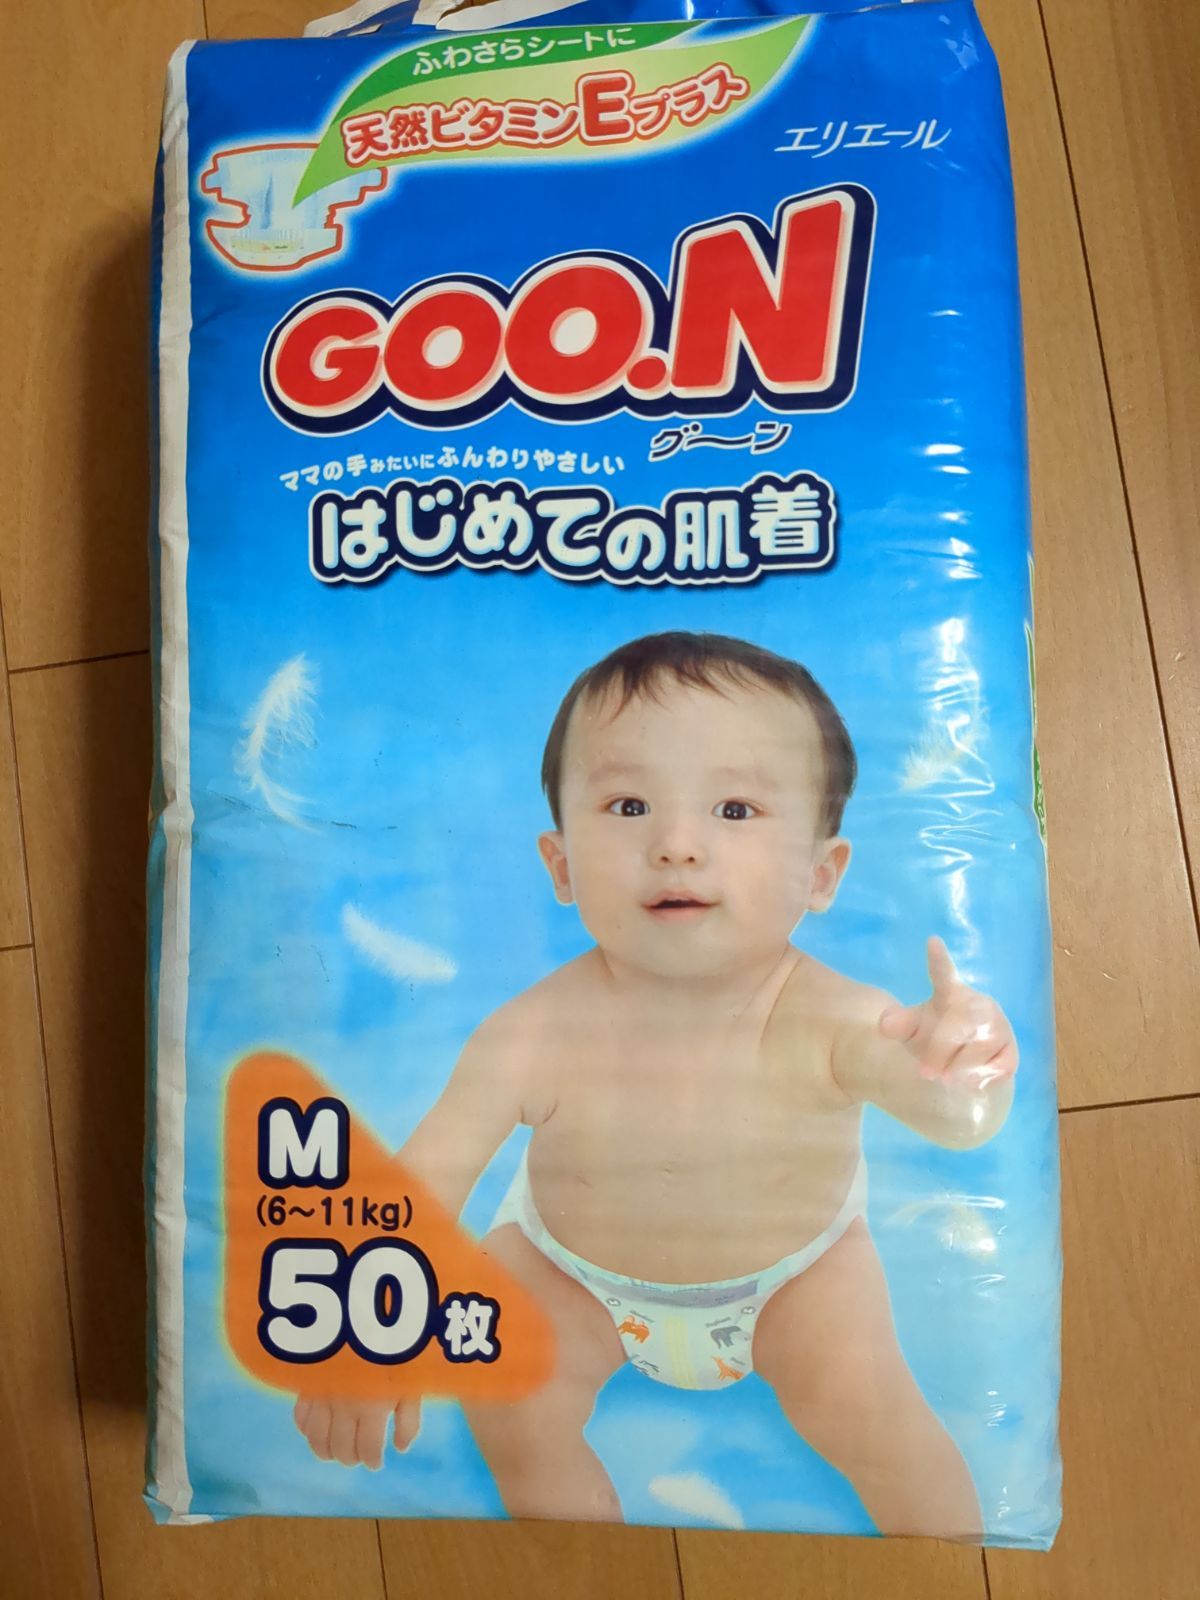 ふわさらシートに
天然ビタミンEプラス
エリエール
GOO.N
グ〜ン
ママの手みたいにふんわりやさしい
はじめての肌着
M
(6〜11kg)
50枚